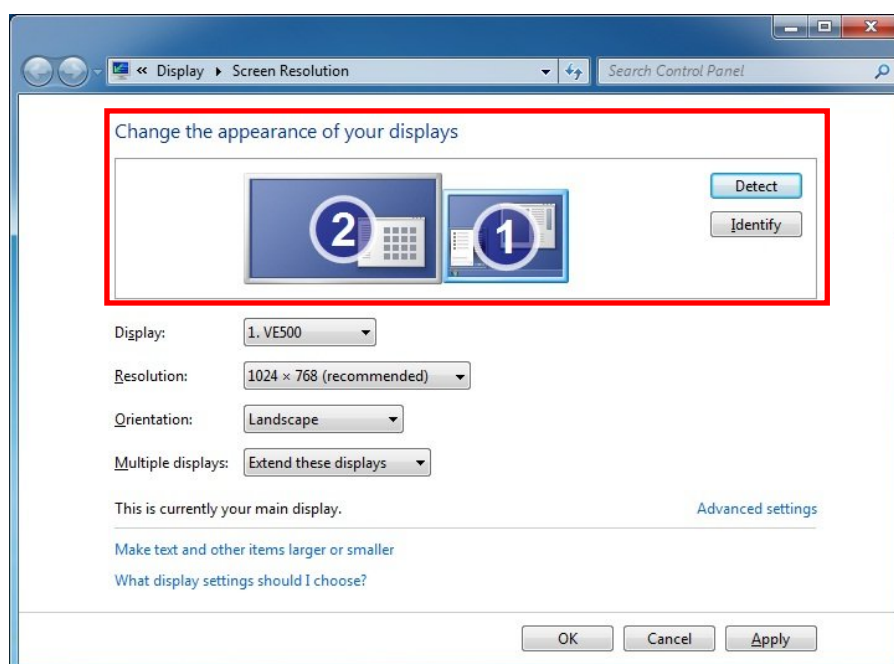 « Display ▸ Screen Resolution Search Control Panel
Change the appearance of your displays
2 1
Detect
Identify
Display: 1. VE500
Resolution: 1024 × 768 (recommended)
Orientation: Landscape
Multiple displays: Extend these displays
This is currently your main display. Advanced settings
Make text and other items larger or smaller
What display settings should I choose?
OK Cancel Apply